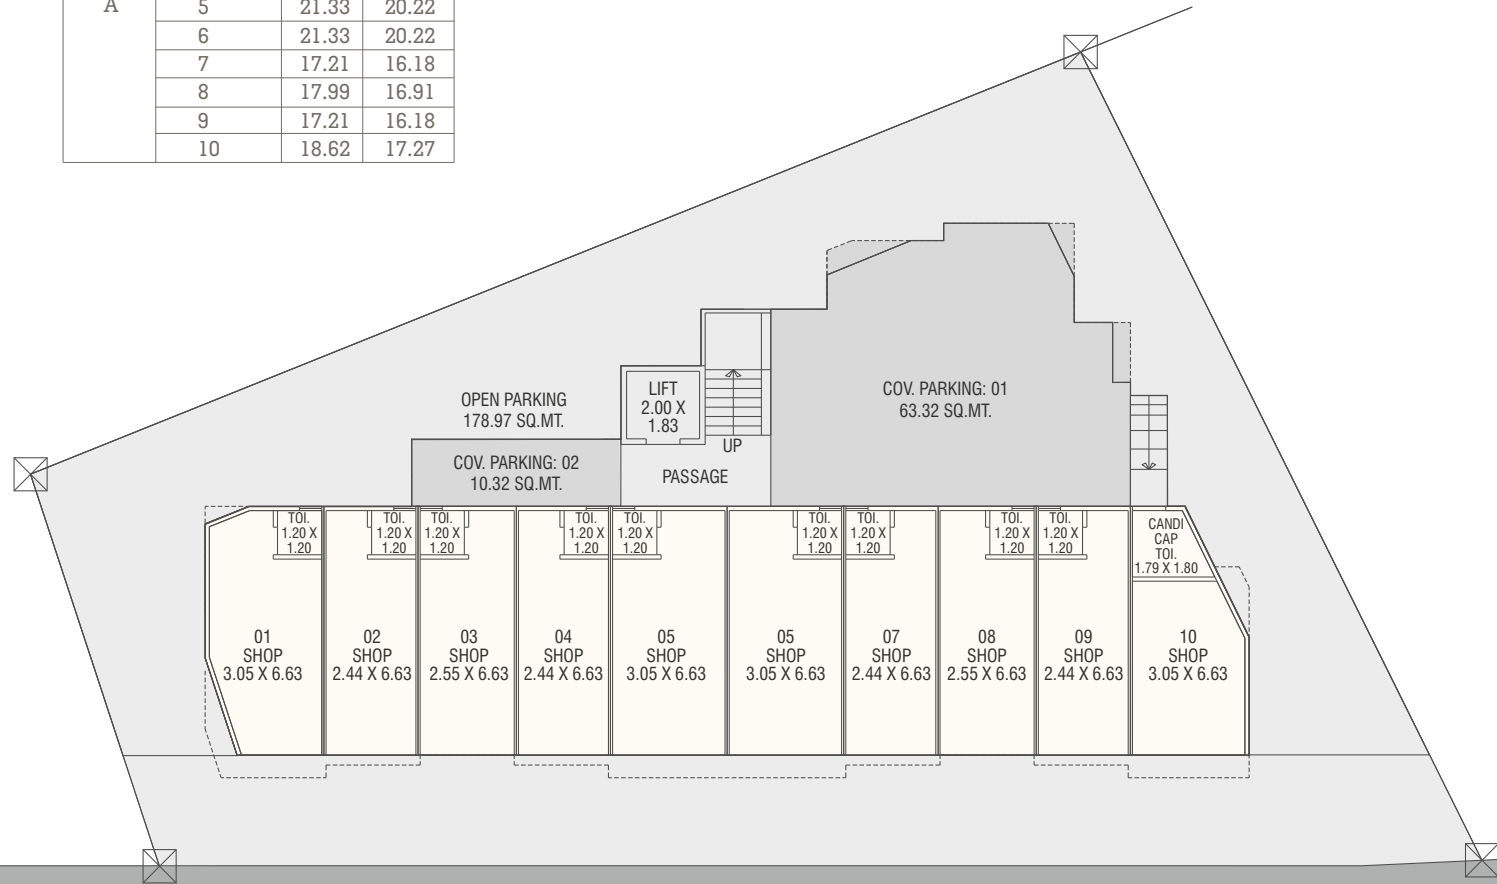 A 5 21.33 20.22
6 21.33 20.22
7 17.21 16.18
8 17.99 16.91
9 17.21 16.18
10 18.62 17.27
OPEN PARKING
178.97 SQ.MT.
LIFT
2.00 X
1.83
UP
COV. PARKING: 01
63.32 SQ.MT.
COV. PARKING: 02
10.32 SQ.MT.
PASSAGE
TOI.
1.20 X
1.20
TOI.
1.20 X
1.20
TOI.
1.20 X
1.20
TOI.
1.20 X
1.20
TOI.
1.20 X
1.20
TOI.
1.20 X
1.20
TOI.
1.20 X
1.20
TOI.
1.20 X
1.20
TOI.
1.20 X
1.20
CANDI
CAP
TOI.
1.79 X 1.80
01
SHOP
3.05 X 6.63
02
SHOP
2.44 X 6.63
03
SHOP
2.55 X 6.63
04
SHOP
2.44 X 6.63
05
SHOP
3.05 X 6.63
05
SHOP
3.05 X 6.63
07
SHOP
2.44 X 6.63
08
SHOP
2.55 X 6.63
09
SHOP
2.44 X 6.63
10
SHOP
3.05 X 6.63